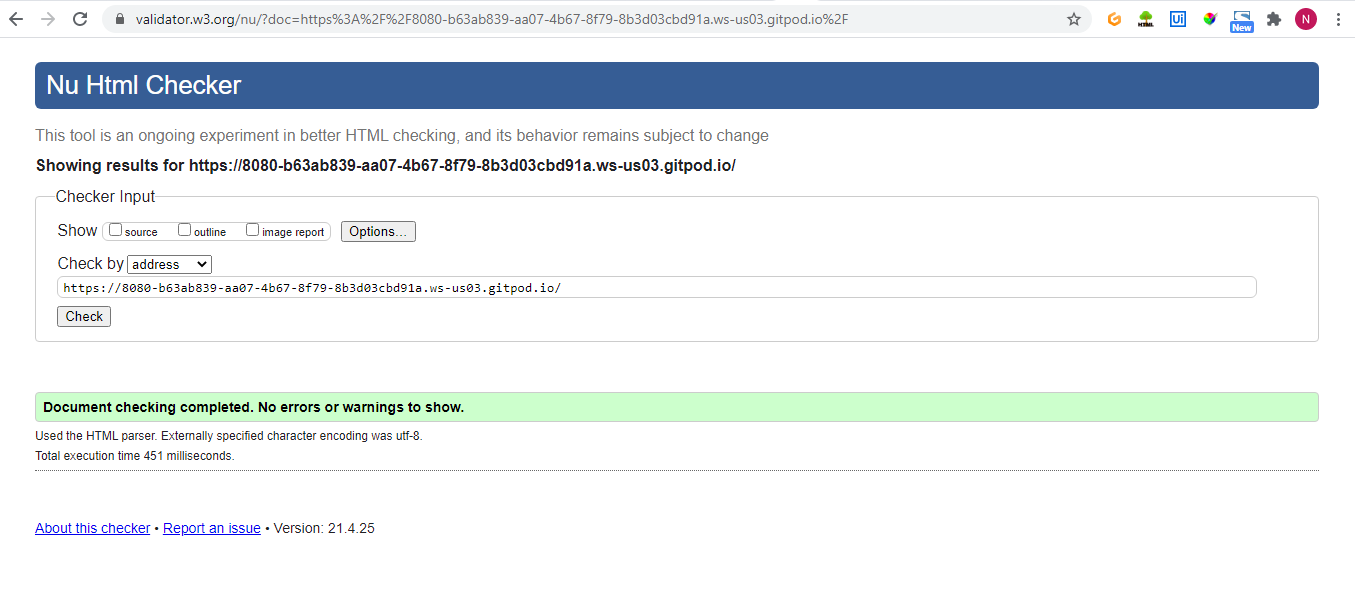 validator.w3.org/nu/?doc=https%3A%2F%2F8080-b63ab839-aa07-4b67-8f79-8b3d03cbd91a.ws-us03.gitpod.io%2F
HTML
Ui
New
N
Nu Html Checker
This tool is an ongoing experiment in better HTML checking, and its behavior remains subject to change
Showing results for https://8080-b63ab839-aa07-4b67-8f79-8b3d03cbd91a.ws-us03.gitpod.io/
Checker Input
Show source outline image report Options...
Check by address
https://8080-b63ab839-aa07-4b67-8f79-8b3d03cbd91a.ws-us03.gitpod.io/
Check
Document checking completed. No errors or warnings to show.
Used the HTML parser. Externally specified character encoding was utf-8.
Total execution time 451 milliseconds.
About this checker • Report an issue • Version: 21.4.25